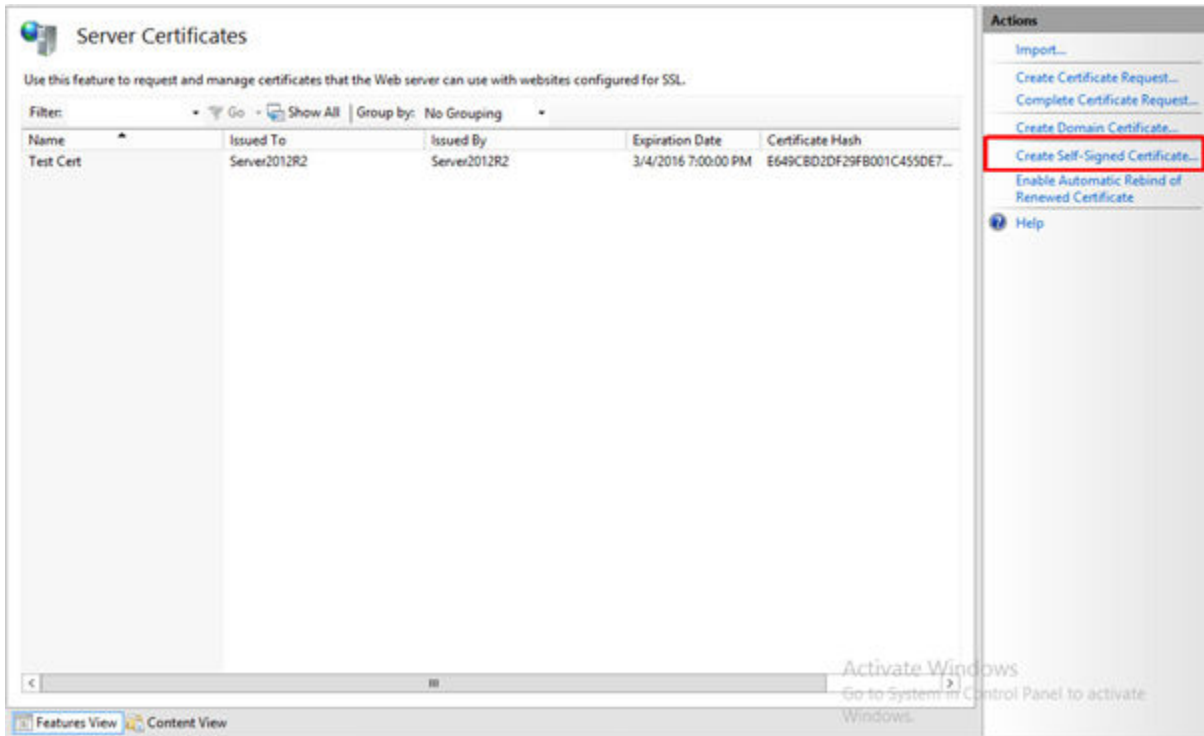 Server Certificates
Use this feature to request and manage certificates that the Web server can use with websites configured for SSL.
Filter: Go Show All Group by: No Grouping
Name Issued To Issued By Expiration Date Certificate Hash
Test Cert Server2012R2 Server2012R2 3/4/2016 7:00:00 PM E649CBD2DF29FB001C455DE7...
Features View Content View
Actions
Import...
Create Certificate Request...
Complete Certificate Request...
Create Domain Certificate...
Create Self-Signed Certificate...
Enable Automatic Rebind of
Renewed Certificate
Help
Activate Windows
Go to System in Control Panel to activate
Windows.